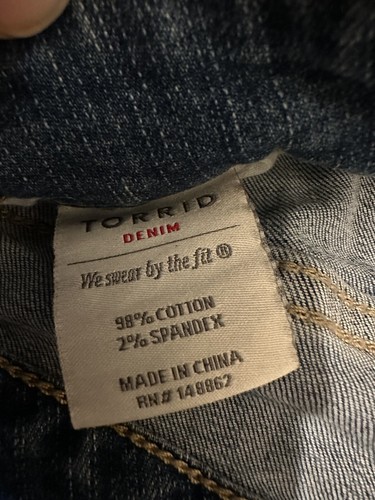 TORRID
DENIM
We swear by the fit ®
98% COTTON
2% SPANDEX
MADE IN CHINA
RN# 148862